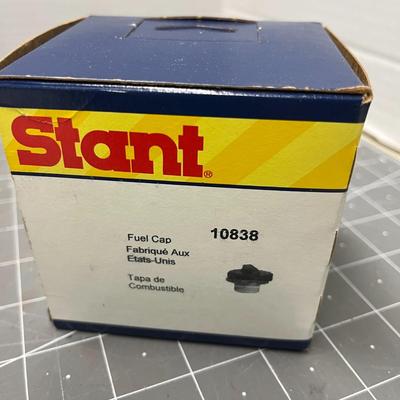 Stant®
Fuel Cap 10838
Fabriqué Aux
Etats-Unis
Tapa de
Combustible